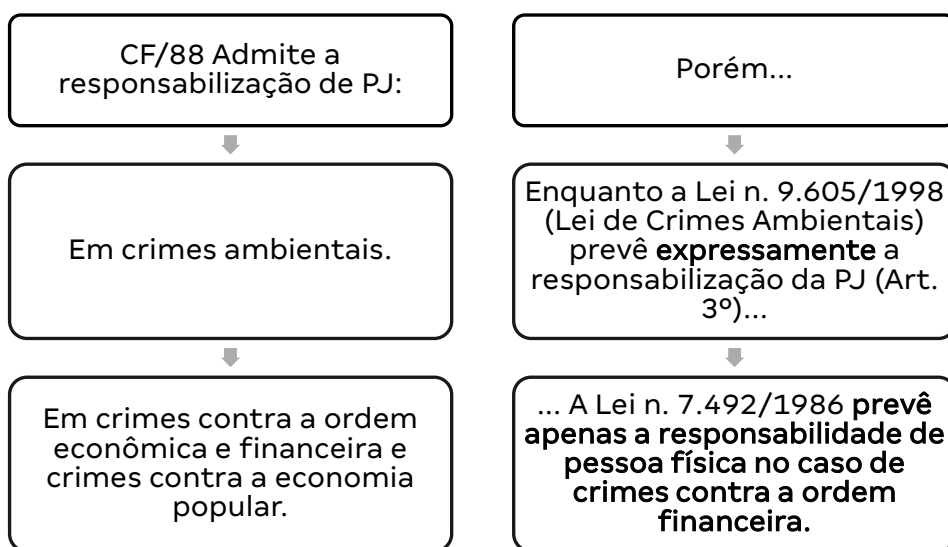 CF/88 Admite a
responsabilização de PJ:
Em crimes ambientais.
Em crimes contra a ordem
econômica e financeira e
crimes contra a economia
popular.
Porém...
Enquanto a Lei n. 9.605/1998
(Lei de Crimes Ambientais)
prevê expressamente a
responsabilização da PJ (Art.
3º)...
... A Lei n. 7.492/1986 prevê
apenas a responsabilidade de
pessoa física no caso de
crimes contra a ordem
financeira.